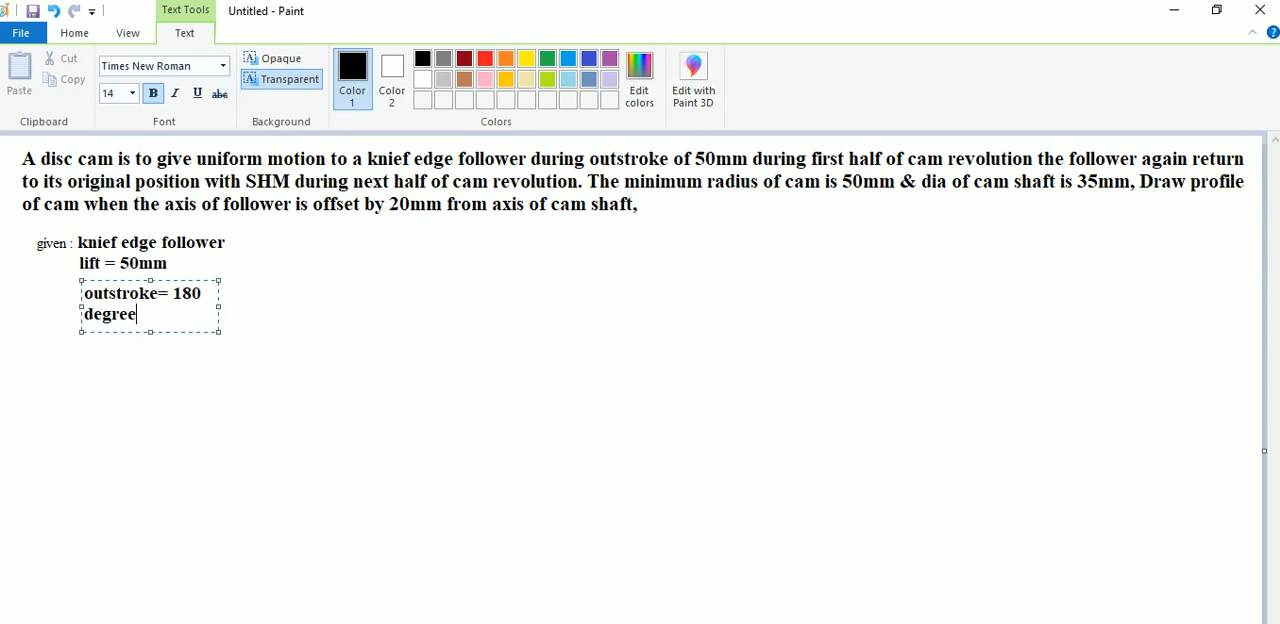 Text Tools
Untitled - Paint
File
Home
View
Text
Paste
Cut
Copy
Clipboard
Times New Roman
14
B
I
U
abc
Font
Opaque
Transparent
Background
Color 1
Color 2
Edit colors
Colors
Edit with Paint 3D
A disc cam is to give uniform motion to a knief edge follower during outstroke of 50mm during first half of cam revolution the follower again return
to its original position with SHM during next half of cam revolution. The minimum radius of cam is 50mm & dia of cam shaft is 35mm, Draw profile
of cam when the axis of follower is offset by 20mm from axis of cam shaft,
given : knief edge follower
lift = 50mm
outstroke= 180
degree